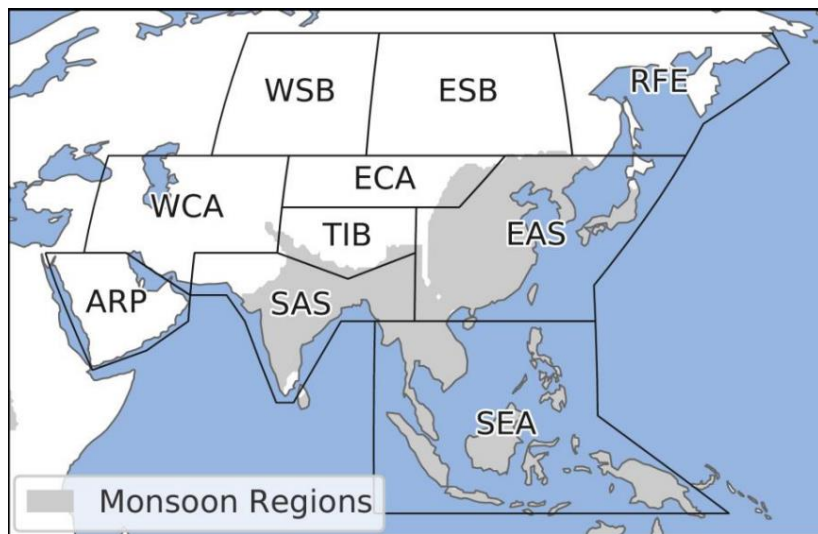 WSB
ESB
RFE
ECA
WCA
TIB
EAS
ARP
SAS
SEA
Monsoon Regions